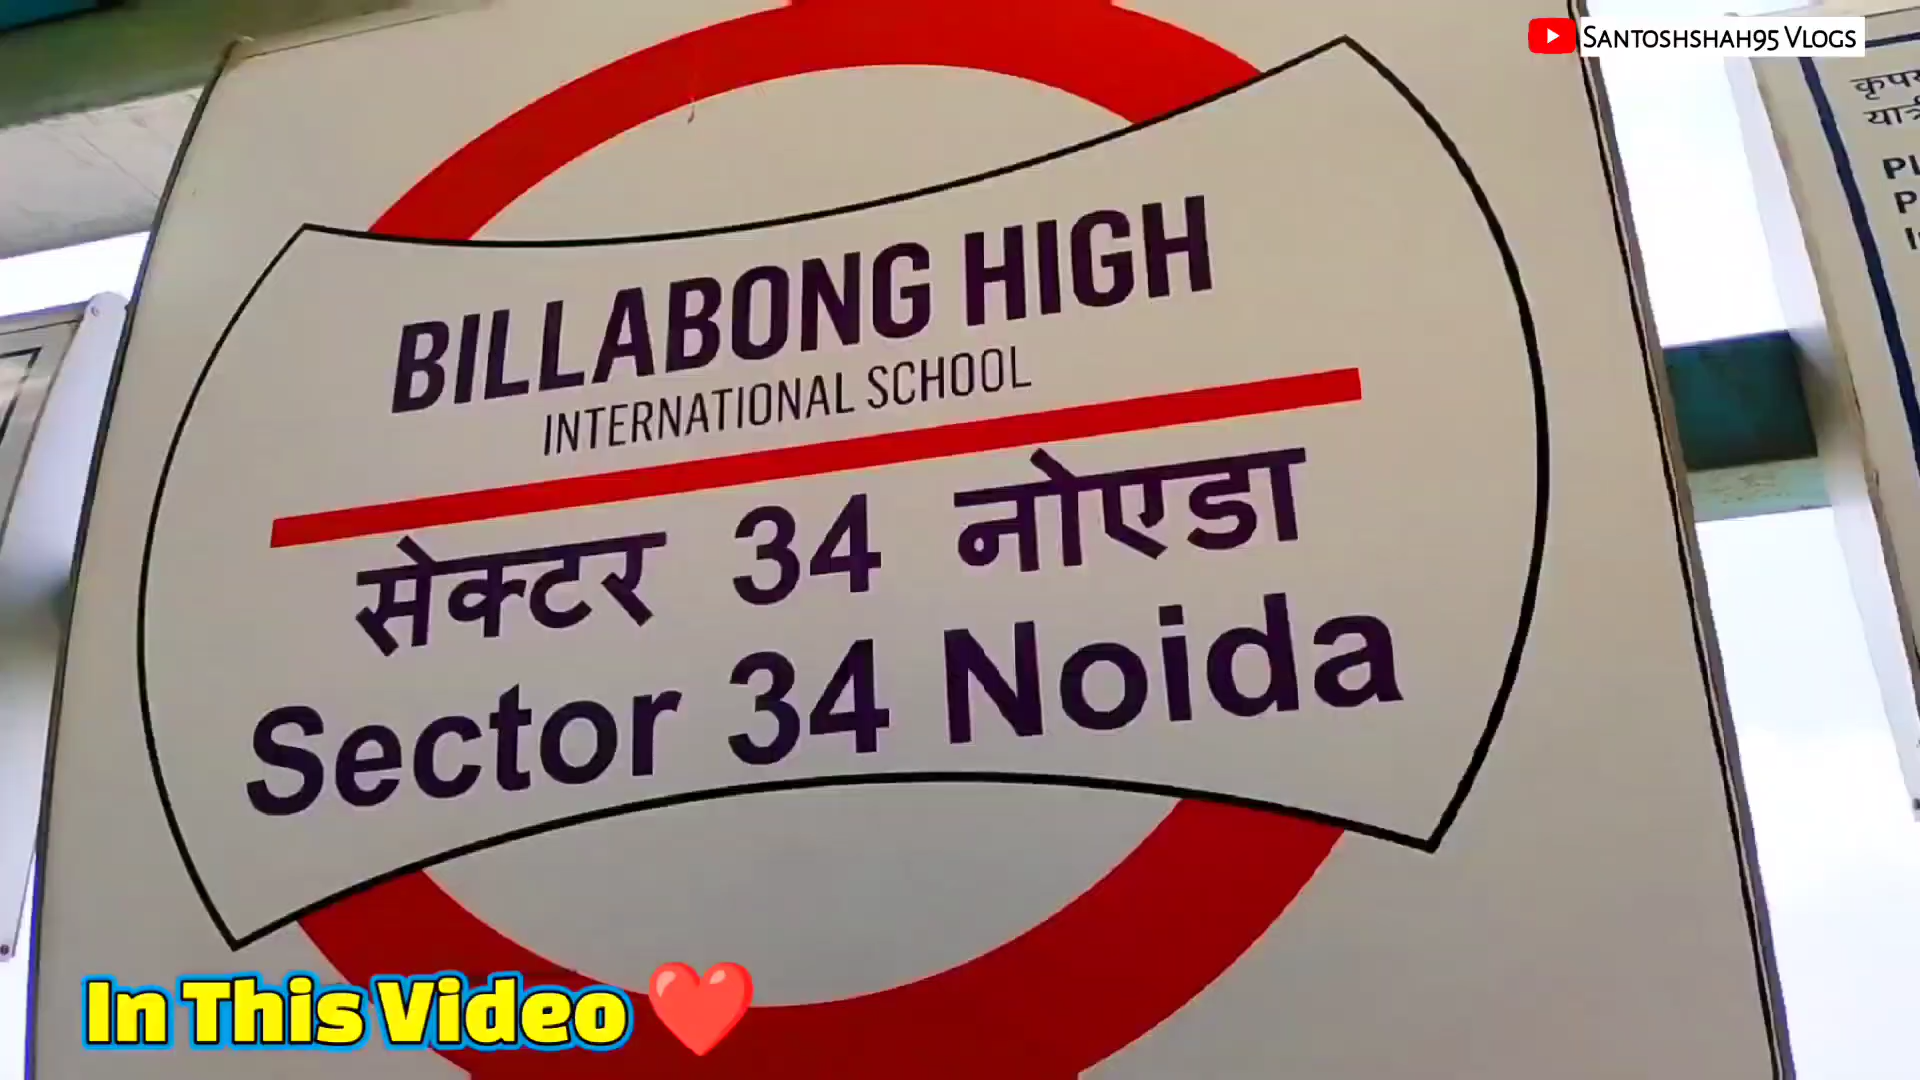 SANTOSHSHAH95 VLOGS
BILLABONG HIGH
INTERNATIONAL SCHOOL
सेक्टर 34 नोएडा
Sector 34 Noida
In This Video ❤️